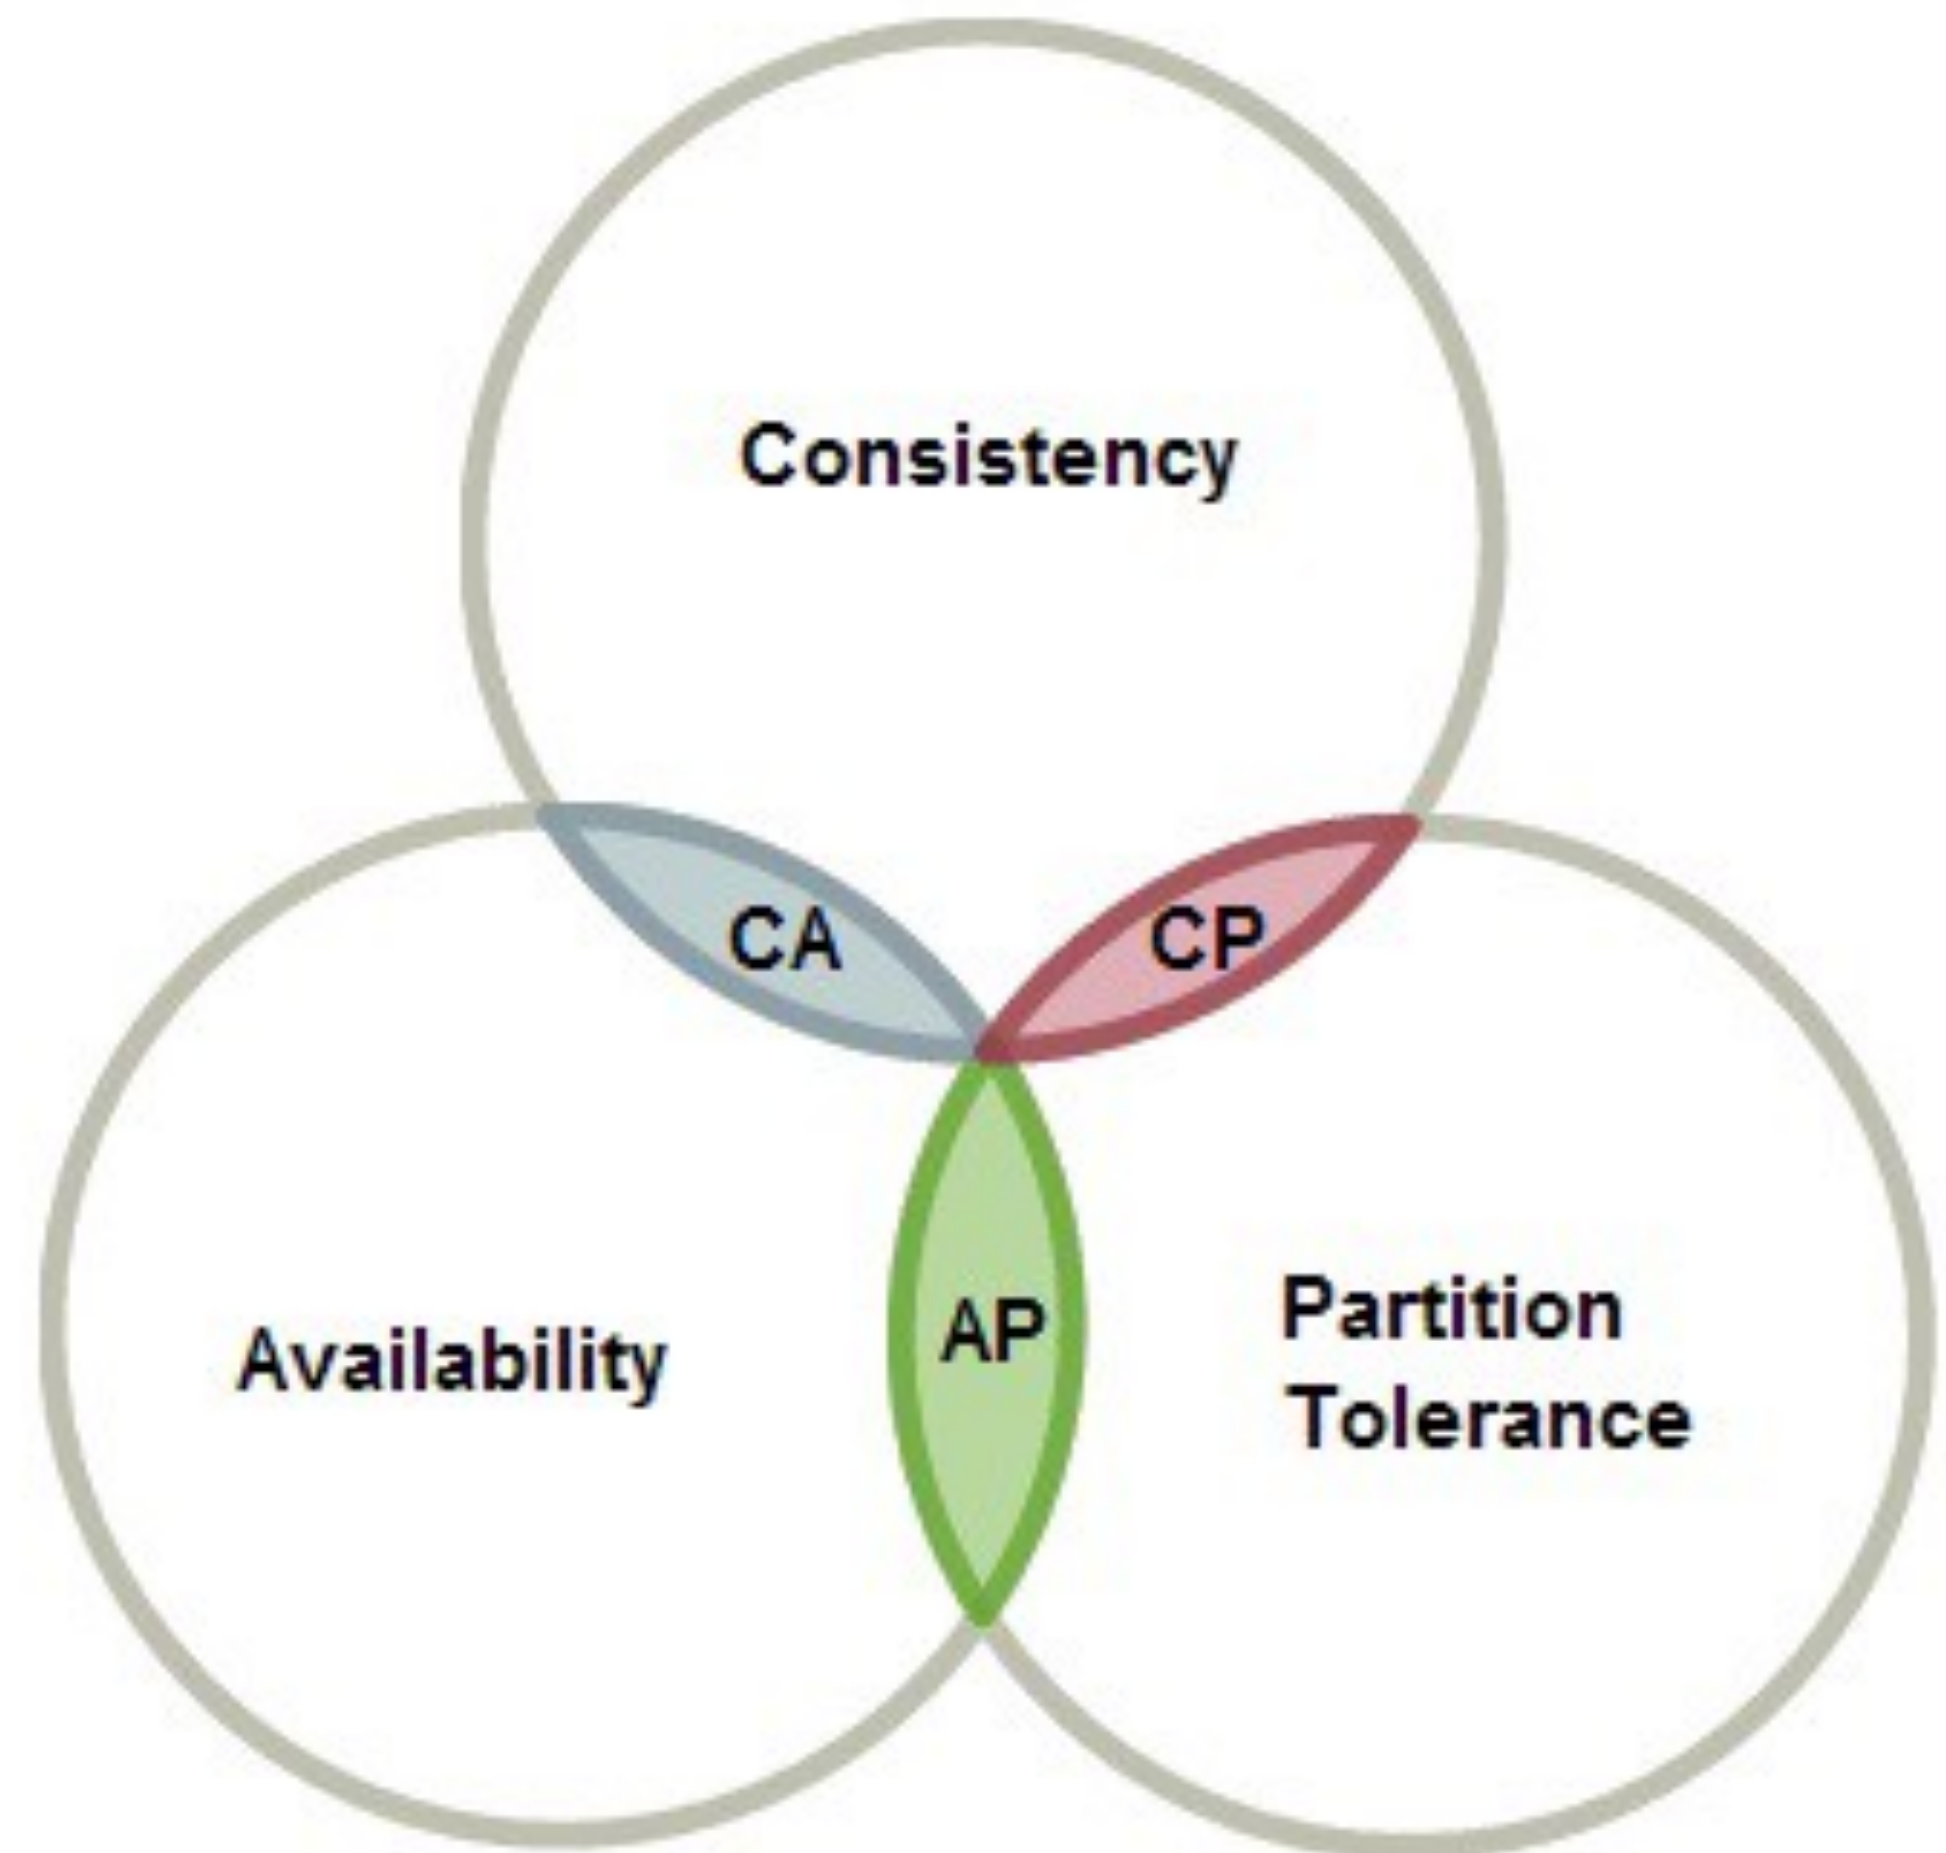 Consistency
CA
CP
AP
Availability
Partition
Tolerance